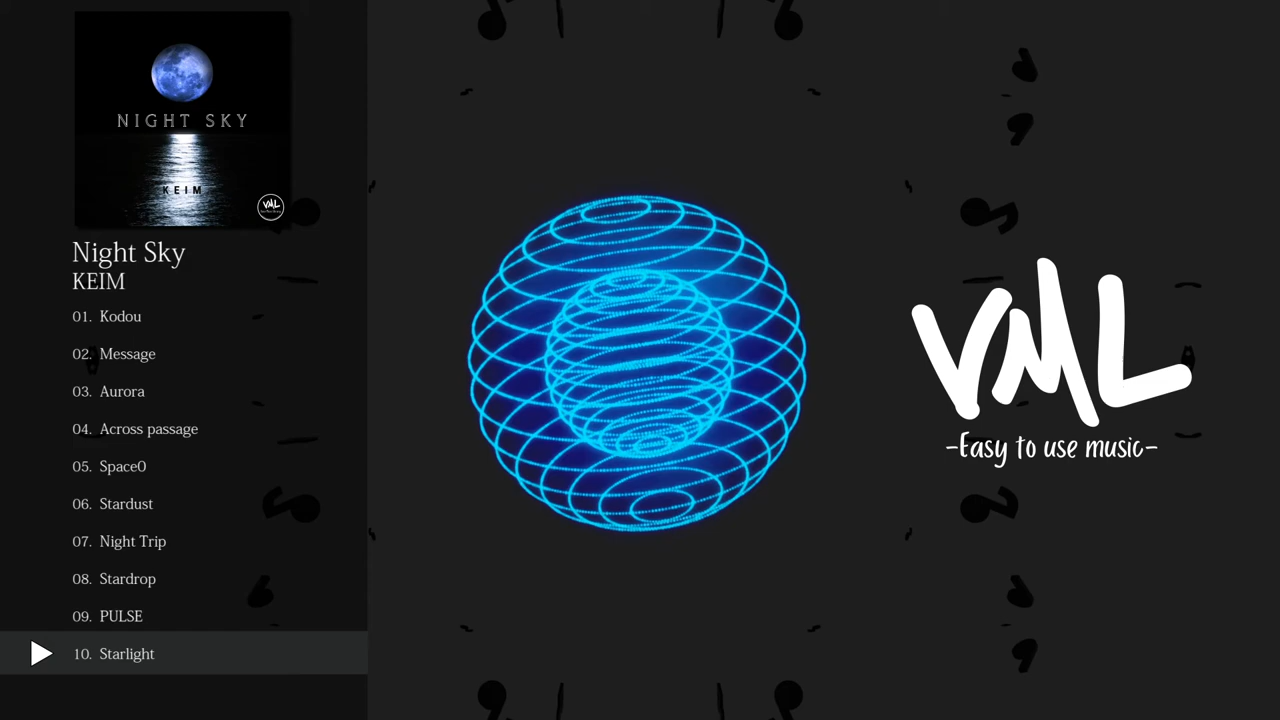 NIGHT SKY
KEIM
VML
Night Sky
KEIM
01. Kodou
02. Message
03. Aurora
04. Across passage
05. Space0
06. Stardust
07. Night Trip
08. Stardrop
09. PULSE
10. Starlight
VML
-Easy to use music-